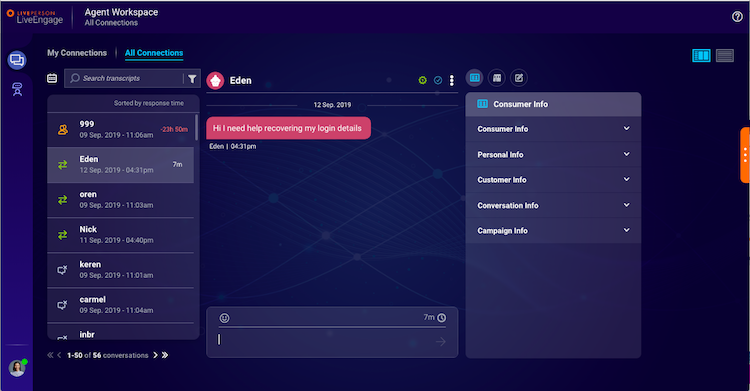 LIVEPERSON
LiveEngage
Agent Workspace
All Connections
My Connections
All Connections
Search transcripts
Sorted by response time
999
09 Sep. 2019 - 11:06am
-23h 50m
Eden
12 Sep. 2019 - 04:31pm
7m
oren
09 Sep. 2019 - 11:03am
Nick
11 Sep. 2019 - 04:40pm
keren
09 Sep. 2019 - 11:01am
carmel
09 Sep. 2019 - 11:04am
inbr
1-50 of 56 conversations
Eden
12 Sep. 2019
Hi I need help recovering my login details
Eden | 04:31pm
7m
Consumer Info
Consumer Info
Personal Info
Customer Info
Conversation Info
Campaign Info